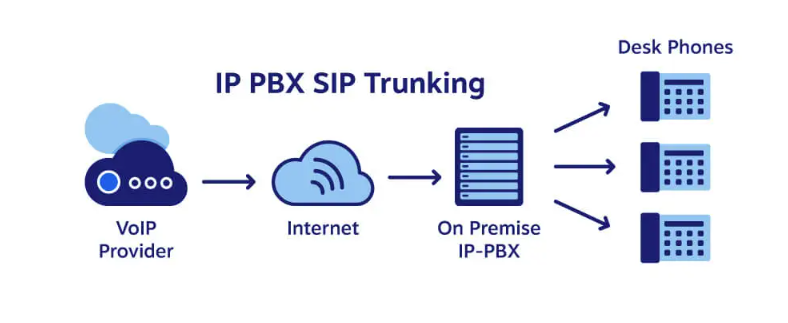 Desk Phones
IP PBX SIP Trunking
VoIP
Provider
Internet
On Premise
IP-PBX